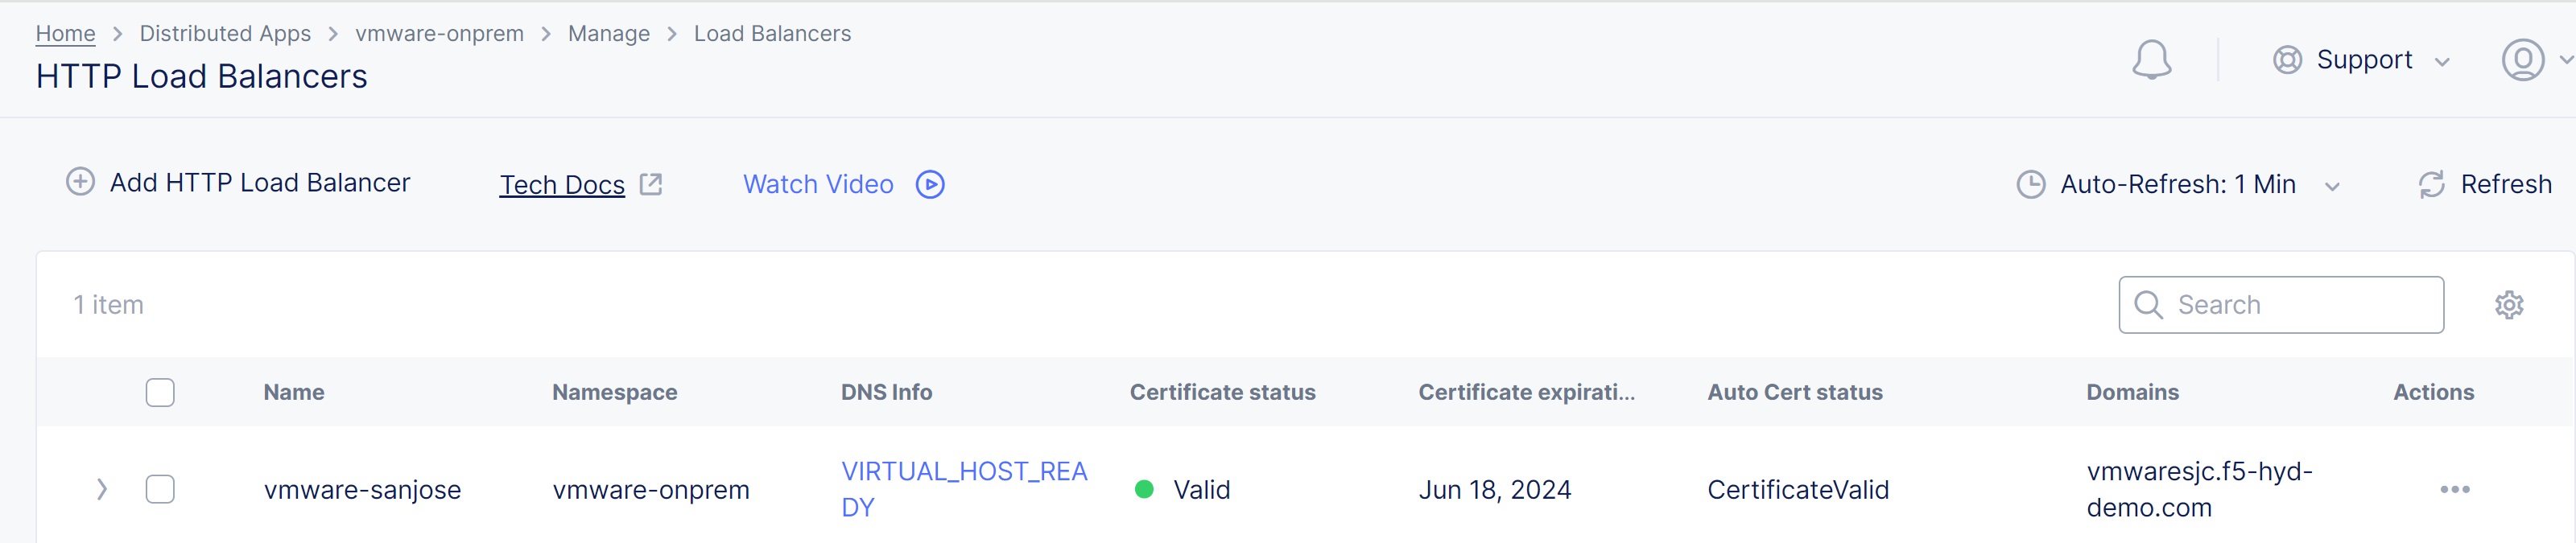 Home > Distributed Apps > vmware-onprem > Manage > Load Balancers
HTTP Load Balancers
Support
Add HTTP Load Balancer Tech Docs Watch Video Auto-Refresh: 1 Min Refresh
1 item Search
Name Namespace DNS Info Certificate status Certificate expirati... Auto Cert status Domains Actions
vmware-sanjose vmware-onprem VIRTUAL_HOST_REA
DY Valid Jun 18, 2024 CertificateValid vmwaresjc.f5-hyd-
demo.com